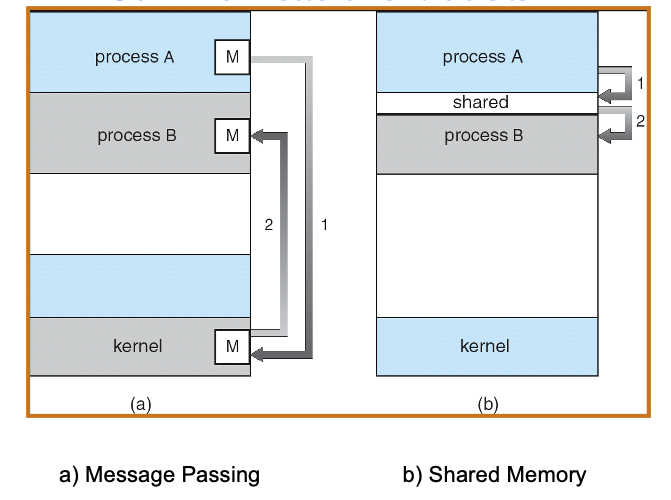 process A
M
process B
M
2
1
kernel
M
(a)
process A
1
shared
2
process B
kernel
(b)
a) Message Passing
b) Shared Memory